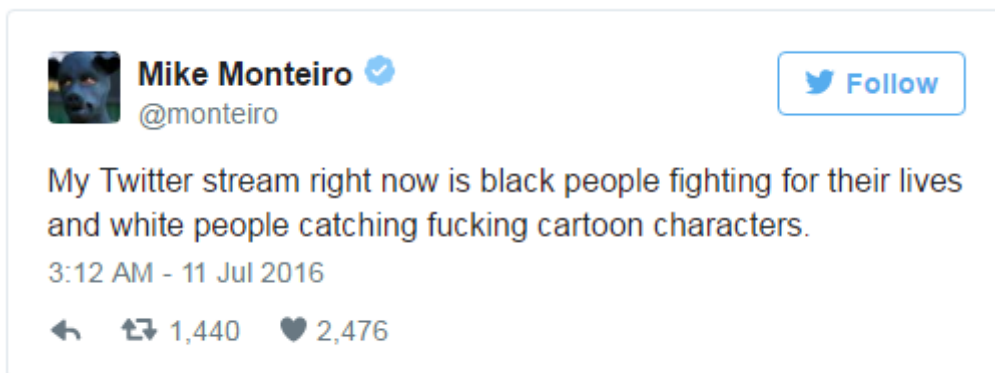 Mike Monteiro
@monteiro
Follow
My Twitter stream right now is black people fighting for their lives
and white people catching fucking cartoon characters.
3:12 AM - 11 Jul 2016
1,440 2,476